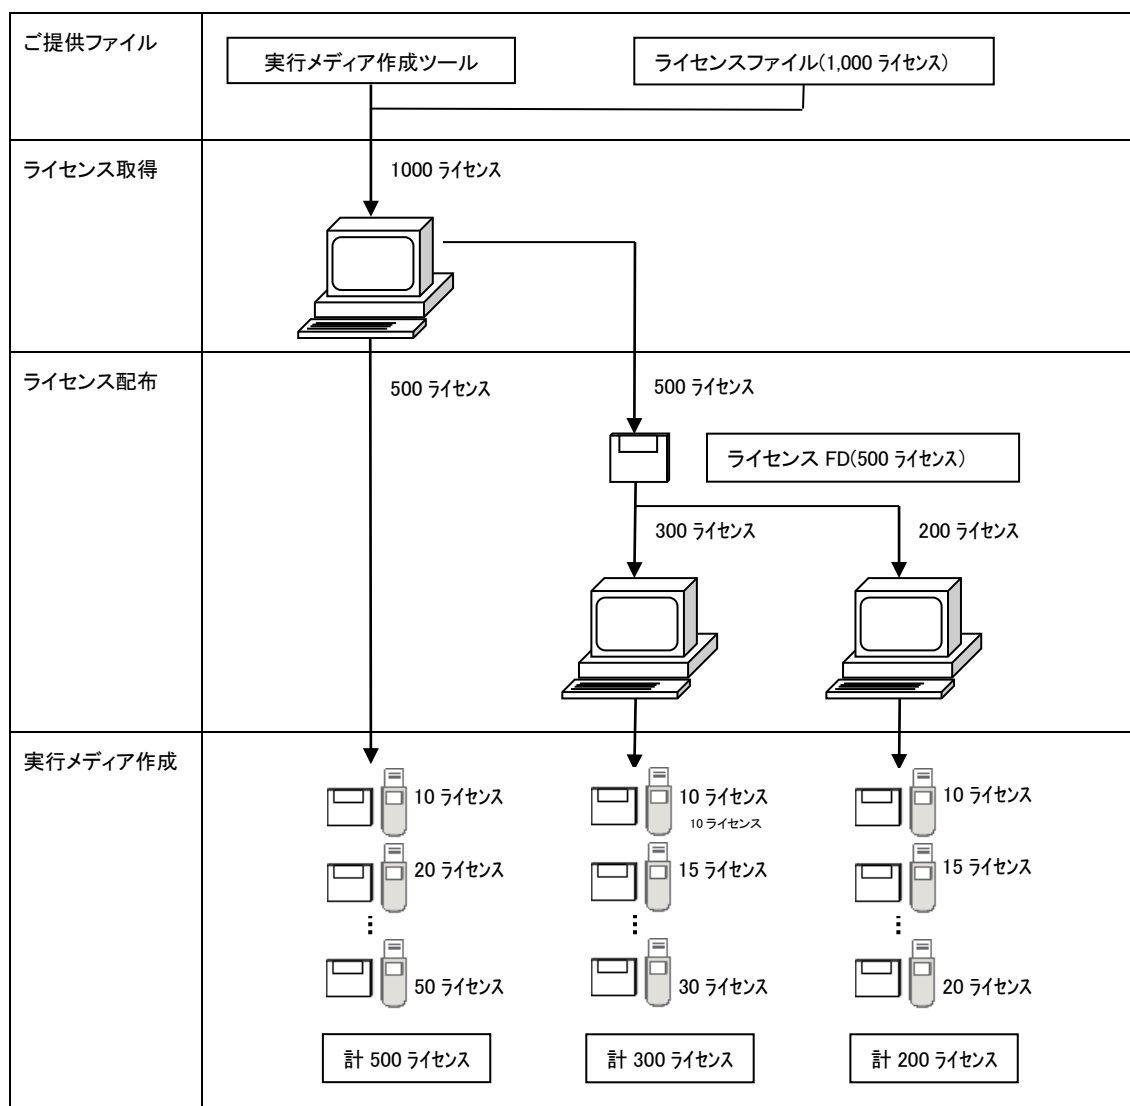 ご提供ファイル
実行メディア作成ツール
ライセンスファイル(1,000 ライセンス)
ライセンス取得
1000 ライセンス
ライセンス配布
500 ライセンス
500 ライセンス
ライセンス FD(500 ライセンス)
300 ライセンス
200 ライセンス
実行メディア作成
10 ライセンス
10 ライセンス
10 ライセンス
10 ライセンス
20 ライセンス
15 ライセンス
15 ライセンス
50 ライセンス
30 ライセンス
20 ライセンス
計 500 ライセンス
計 300 ライセンス
計 200 ライセンス